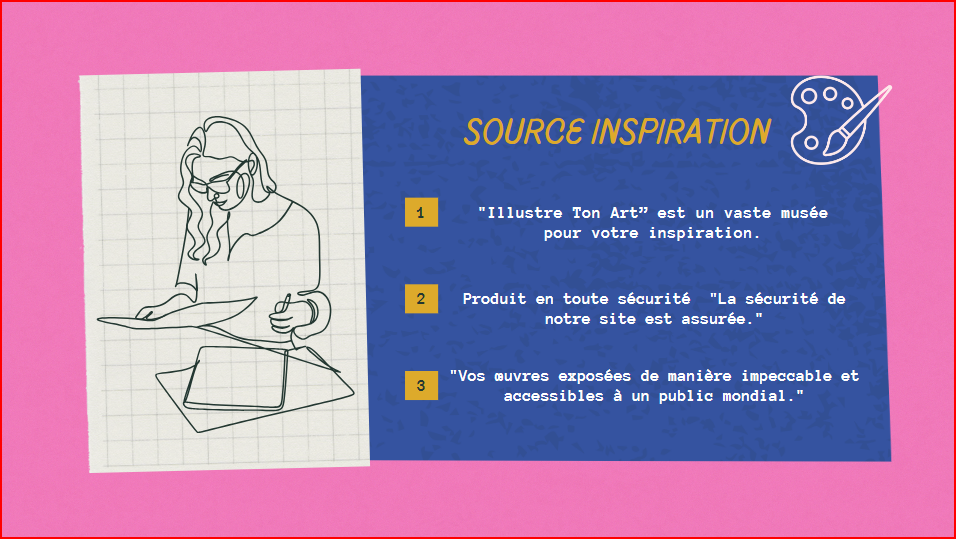 SOURCE INSPIRATION
1
"Illustre Ton Art” est un vaste musée
pour votre inspiration.
2
Produit en toute sécurité "La sécurité de
notre site est assurée."
3
"Vos œuvres exposées de manière impeccable et
accessibles à un public mondial."